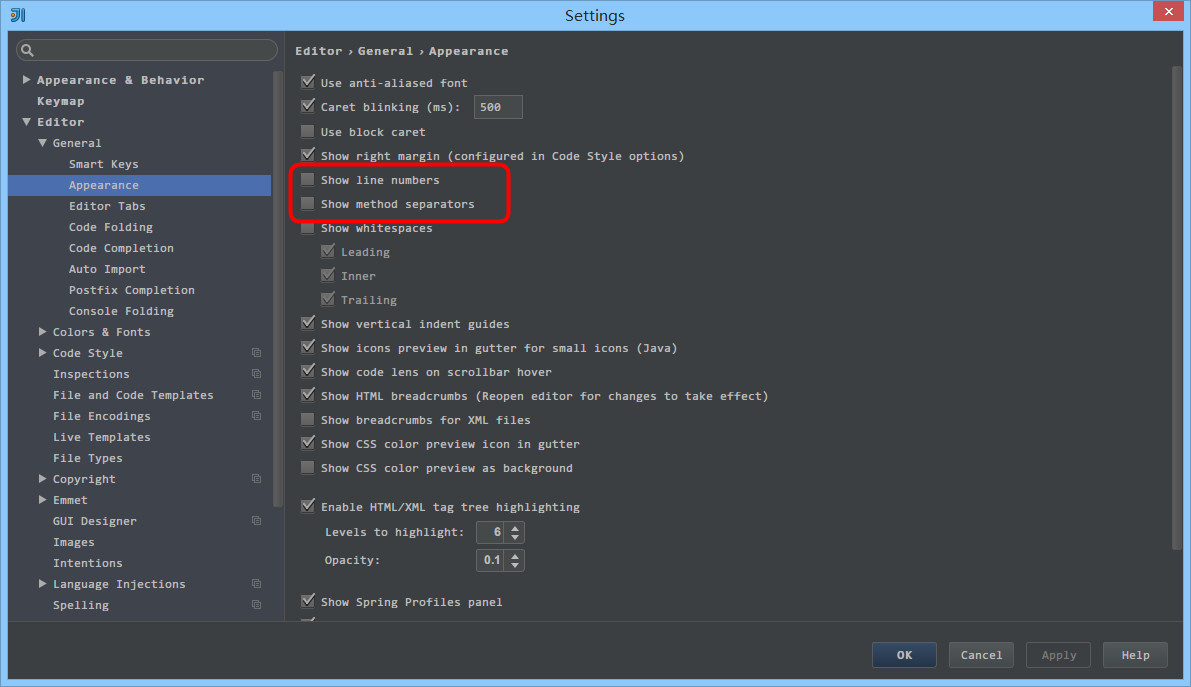 Settings
Appearance & Behavior
Keymap
Editor
General
Smart Keys
Appearance
Editor Tabs
Code Folding
Code Completion
Auto Import
Postfix Completion
Console Folding
Colors & Fonts
Code Style
Inspections
File and Code Templates
File Encodings
Live Templates
File Types
Copyright
Emmet
GUI Designer
Images
Intentions
Language Injections
Spelling
Editor › General › Appearance
Use anti-aliased font
Caret blinking (ms): 500
Use block caret
Show right margin (configured in Code Style options)
Show line numbers
Show method separators
Show whitespaces
Leading
Inner
Trailing
Show vertical indent guides
Show icons preview in gutter for small icons (Java)
Show code lens on scrollbar hover
Show HTML breadcrumbs (Reopen editor for changes to take effect)
Show breadcrumbs for XML files
Show CSS color preview icon in gutter
Show CSS color preview as background
Enable HTML/XML tag tree highlighting
Levels to highlight: 6
Opacity: 0.1
Show Spring Profiles panel
OK Cancel Apply Help